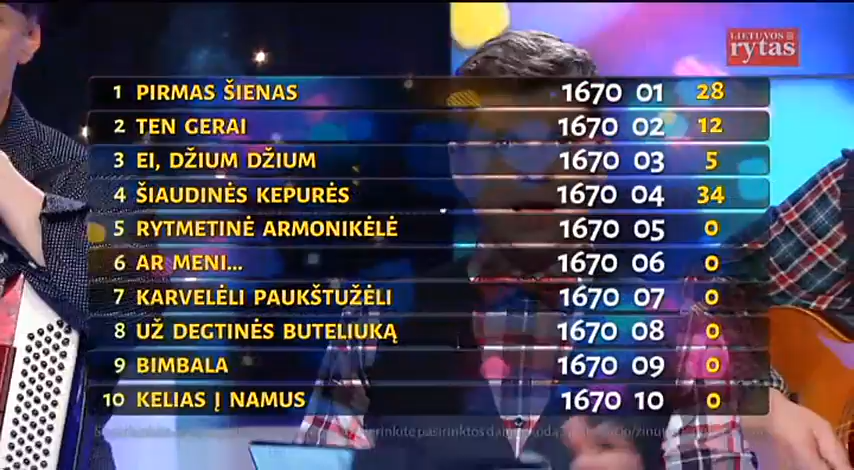 LIETUVOS
rytas
1 PIRMAS ŠIENAS 1670 01 28
2 TEN GERAI 1670 02 12
3 EI, DŽIUM DŽIUM 1670 03 5
4 ŠIAUDINĖS KEPURĖS 1670 04 34
5 RYTMETINĖ ARMONIKĖLĖ 1670 05 0
6 AR MENI... 1670 06 0
7 KARVELĖLI PAUKŠTUŽĖLI 1670 07 0
8 UŽ DEGTINĖS BUTELIUKĄ 1670 08 0
9 BIMBALA 1670 09 0
10 KELIAS Į NAMUS 1670 10 0
pasirinktos